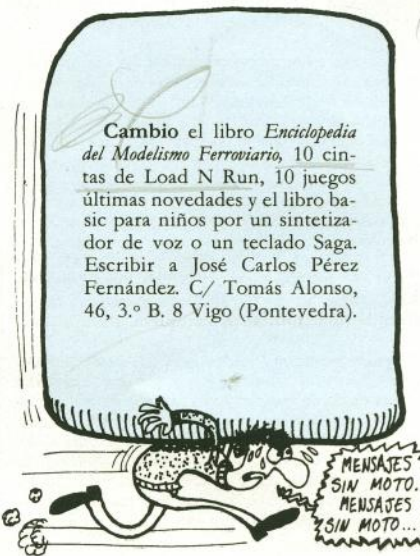 Cambio el libro Enciclopedia
del Modelismo Ferroviario, 10 cin-
tas de Load N Run, 10 juegos
últimas novedades y el libro ba-
sic para niños por un sintetiza-
dor de voz o un teclado Saga.
Escribir a José Carlos Pérez
Fernández. C/ Tomás Alonso,
46, 3.º B. 8 Vigo (Pontevedra).
MENSAJES
SIN MOTO.
MENSAJES
SIN MOTO...